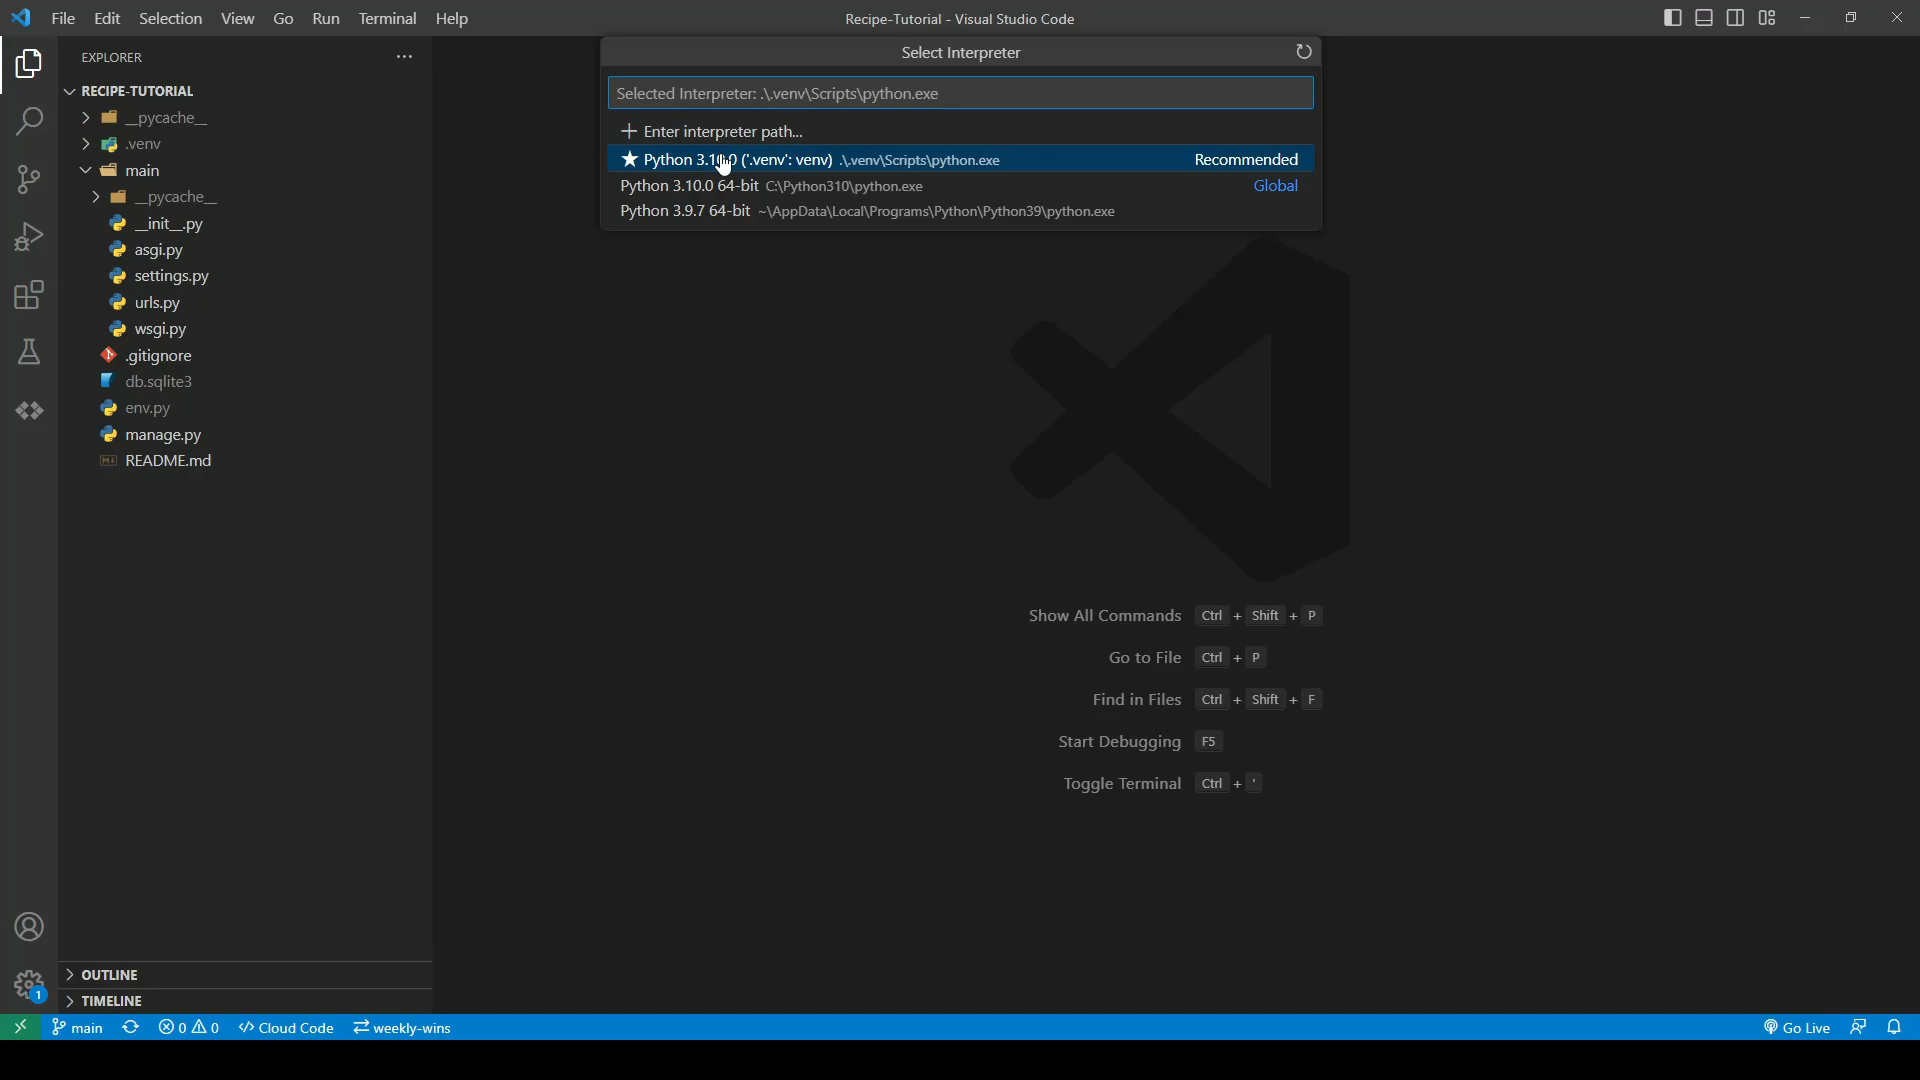 File Edit Selection View Go Run Terminal Help
Recipe-Tutorial - Visual Studio Code
EXPLORER
RECIPE-TUTORIAL
__pycache__
.venv
main
__pycache__
__init__.py
asgi.py
settings.py
urls.py
wsgi.py
.gitignore
db.sqlite3
env.py
manage.py
README.md
OUTLINE
TIMELINE
Select Interpreter
Selected Interpreter: .\.venv\Scripts\python.exe
Enter interpreter path...
Python 3.10.0 ('.venv': venv) .\.venv\Scripts\python.exe Recommended
Python 3.10.0 64-bit C:\Python310\python.exe Global
Python 3.9.7 64-bit ~\AppData\Local\Programs\Python\Python39\python.exe
Show All Commands Ctrl + Shift + P
Go to File Ctrl + P
Find in Files Ctrl + Shift + F
Start Debugging F5
Toggle Terminal Ctrl + '
1
main 0 0 Cloud Code weekly-wins Go Live